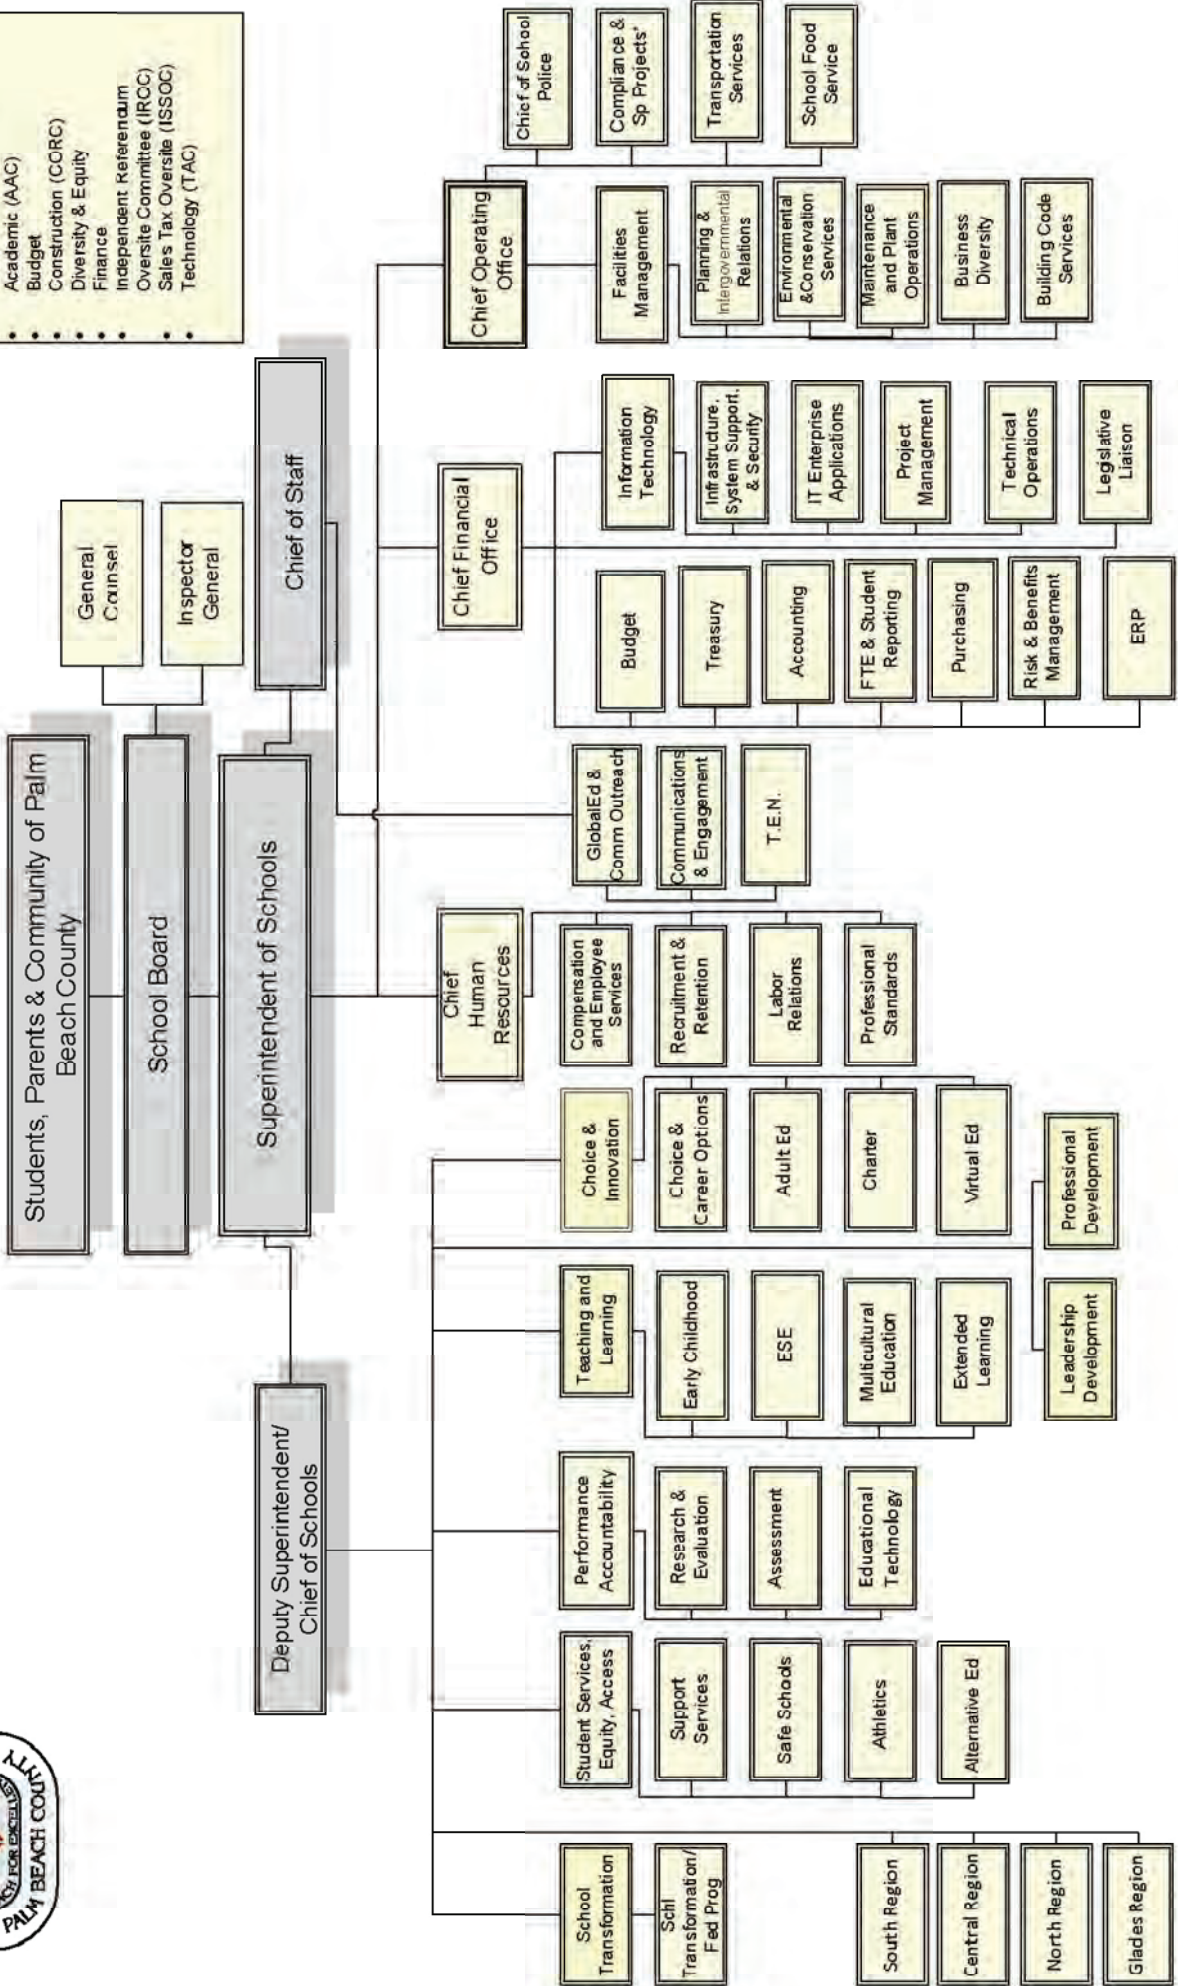 Students, Parents & Community of Palm
Beach County
School Board
General
Counsel
Inspector
General
Superintendent of Schools
Deputy Superintendent/
Chief of Schools
Chief of Staff
Academic (AAC)
Budget
Construction (CORC)
Diversity & Equity
Finance
Independent Referendum
Oversite Committee (IROC)
Sales Tax Oversite (ISSOC)
Technology (TAC)
PALM BEACH COUNTY
School
Transformation
Schl
Transformation/
Fed Prog
South Region
Central Region
North Region
Glades Region
Student Services,
Equity, Access
Support
Services
Safe Schools
Athletics
Alternative Ed
Performance
Accountability
Research &
Evaluation
Assessment
Educational
Technology
Teaching and
Learning
Early Childhood
ESE
Multicultural
Education
Extended
Learning
Leadership
Development
Professional
Development
Choice &
Innovation
Choice &
Career Options
Adult Ed
Charter
Virtual Ed
Chief
Human
Resources
Compensation
and Employee
Services
Recruitment &
Retention
Labor
Relations
Professional
Standards
GlobalEd &
Comm Outreach
Communications
& Engagement
T.E.N.
Chief Financial
Office
Budget
Treasury
Accounting
FTE & Student
Reporting
Purchasing
Risk & Benefits
Management
ERP
Information
Technology
Infrastructure,
System Support,
& Security
IT Enterprise
Applications
Project
Management
Technical
Operations
Legislative
Liaison
Chief Operating
Office
Facilities
Management
Planning &
Intergovernmental
Relations
Environmental
&Conservation
Services
Maintenance
and Plant
Operations
Business
Diversity
Building Code
Services
Chief of School
Police
Compliance &
Sp Projects*
Transportation
Services
School Food
Service